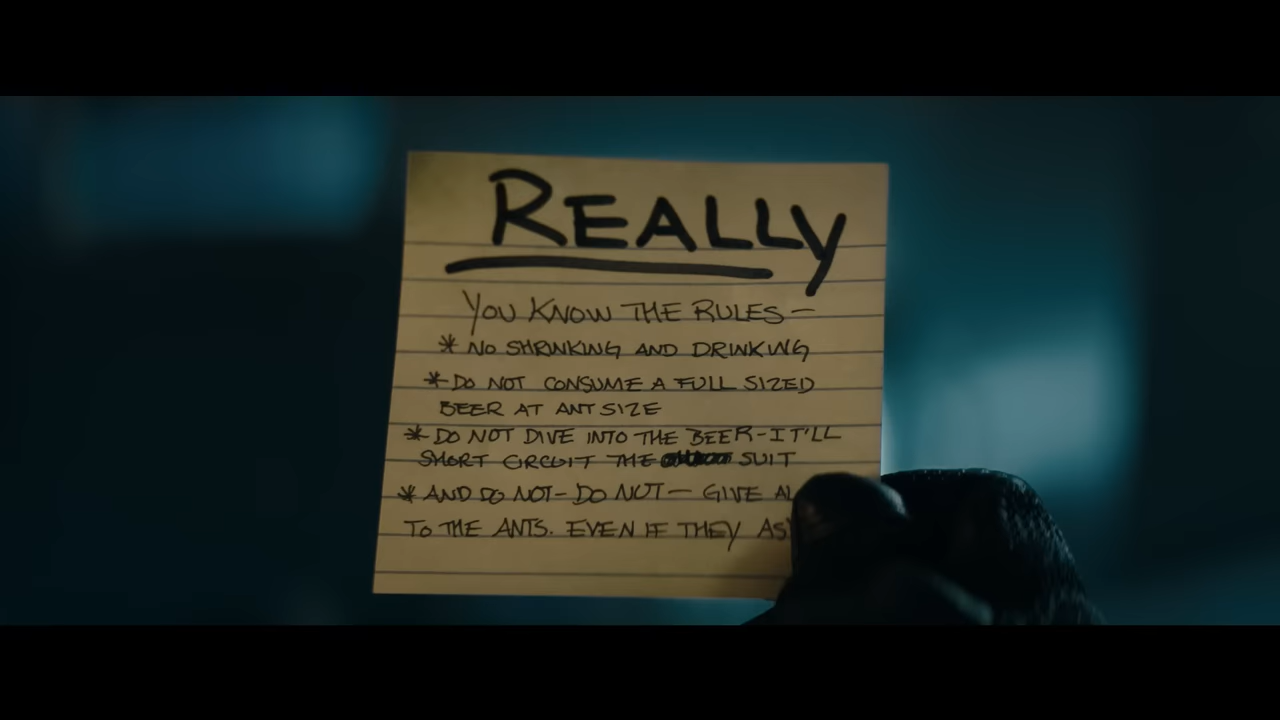 REALLY
YOU KNOW THE RULES—
* NO SHRINKING AND DRINKING
* DO NOT CONSUME A FULL SIZED
BEER AT ANT SIZE
* DO NOT DIVE INTO THE BEER-IT'LL
SHORT CIRCUIT THE SUIT
* AND DO NOT- DO NOT— GIVE
TO THE ANTS. EVEN IF THEY